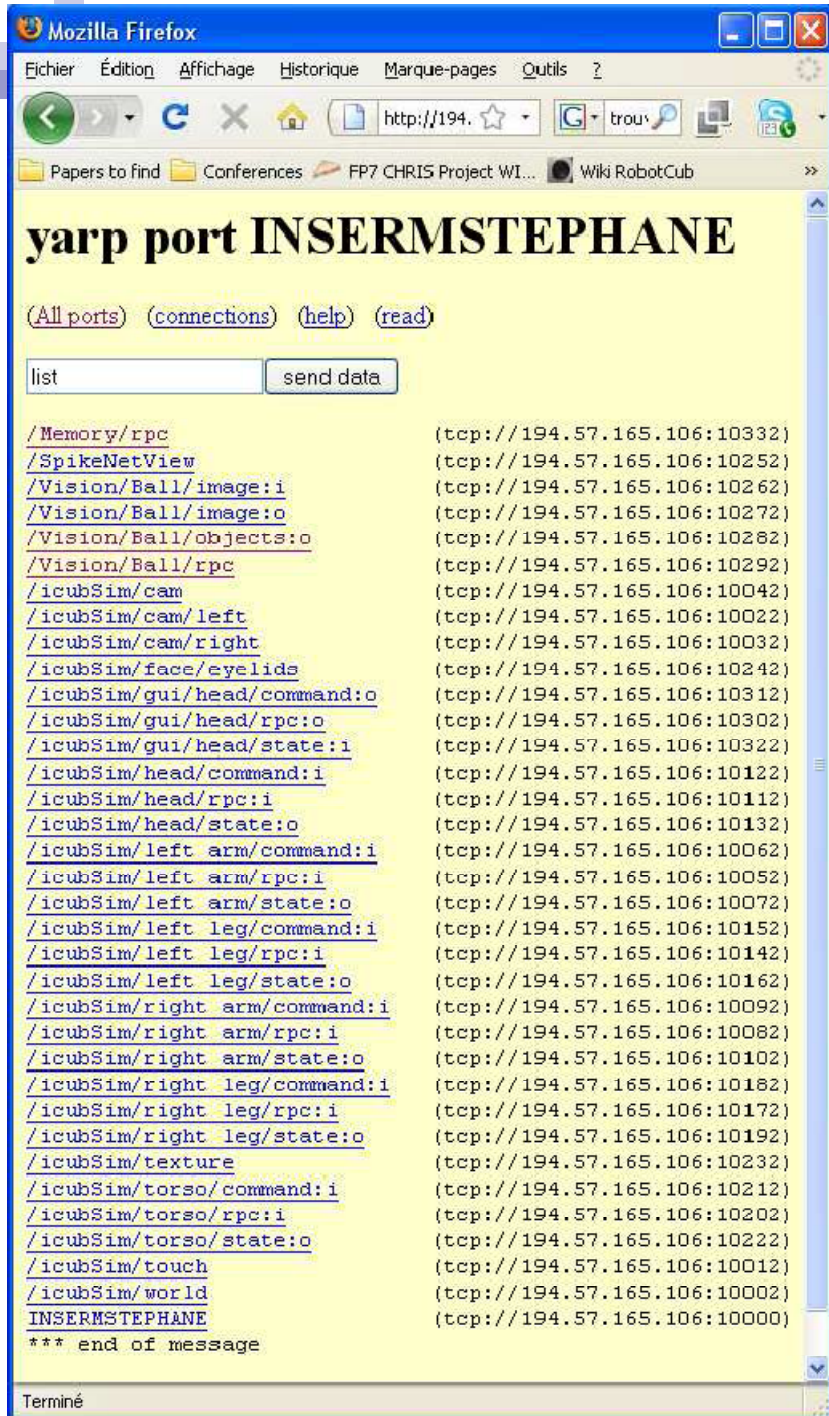 Mozilla Firefox
Fichier Édition Affichage Historique Marque-pages Outils ?
http://194. G trou
Papers to find Conferences FP7 CHRIS Project WI... Wiki RobotCub »
yarp port INSERMSTEPHANE
(All ports) (connections) (help) (read)
list send data
/Memory/rpc (tcp://194.57.165.106:10332)
/SpikeNetView (tcp://194.57.165.106:10252)
/Vision/Ball/image:i (tcp://194.57.165.106:10262)
/Vision/Ball/image:o (tcp://194.57.165.106:10272)
/Vision/Ball/objects:o (tcp://194.57.165.106:10282)
/Vision/Ball/rpc (tcp://194.57.165.106:10292)
/icubSim/cam (tcp://194.57.165.106:10042)
/icubSim/cam/left (tcp://194.57.165.106:10022)
/icubSim/cam/right (tcp://194.57.165.106:10032)
/icubSim/face/eyelids (tcp://194.57.165.106:10242)
/icubSim/gui/head/command:o (tcp://194.57.165.106:10312)
/icubSim/gui/head/rpc:o (tcp://194.57.165.106:10302)
/icubSim/gui/head/state:i (tcp://194.57.165.106:10322)
/icubSim/head/command:i (tcp://194.57.165.106:10122)
/icubSim/head/rpc:i (tcp://194.57.165.106:10112)
/icubSim/head/state:o (tcp://194.57.165.106:10132)
/icubSim/left_arm/command:i (tcp://194.57.165.106:10062)
/icubSim/left_arm/rpc:i (tcp://194.57.165.106:10052)
/icubSim/left_arm/state:o (tcp://194.57.165.106:10072)
/icubSim/left_leg/command:i (tcp://194.57.165.106:10152)
/icubSim/left_leg/rpc:i (tcp://194.57.165.106:10142)
/icubSim/left_leg/state:o (tcp://194.57.165.106:10162)
/icubSim/right_arm/command:i (tcp://194.57.165.106:10092)
/icubSim/right_arm/rpc:i (tcp://194.57.165.106:10082)
/icubSim/right_arm/state:o (tcp://194.57.165.106:10102)
/icubSim/right_leg/command:i (tcp://194.57.165.106:10182)
/icubSim/right_leg/rpc:i (tcp://194.57.165.106:10172)
/icubSim/right_leg/state:o (tcp://194.57.165.106:10192)
/icubSim/texture (tcp://194.57.165.106:10232)
/icubSim/torso/command:i (tcp://194.57.165.106:10212)
/icubSim/torso/rpc:i (tcp://194.57.165.106:10202)
/icubSim/torso/state:o (tcp://194.57.165.106:10222)
/icubSim/touch (tcp://194.57.165.106:10012)
/icubSim/world (tcp://194.57.165.106:10002)
INSERMSTEPHANE (tcp://194.57.165.106:10000)
*** end of message
Terminé